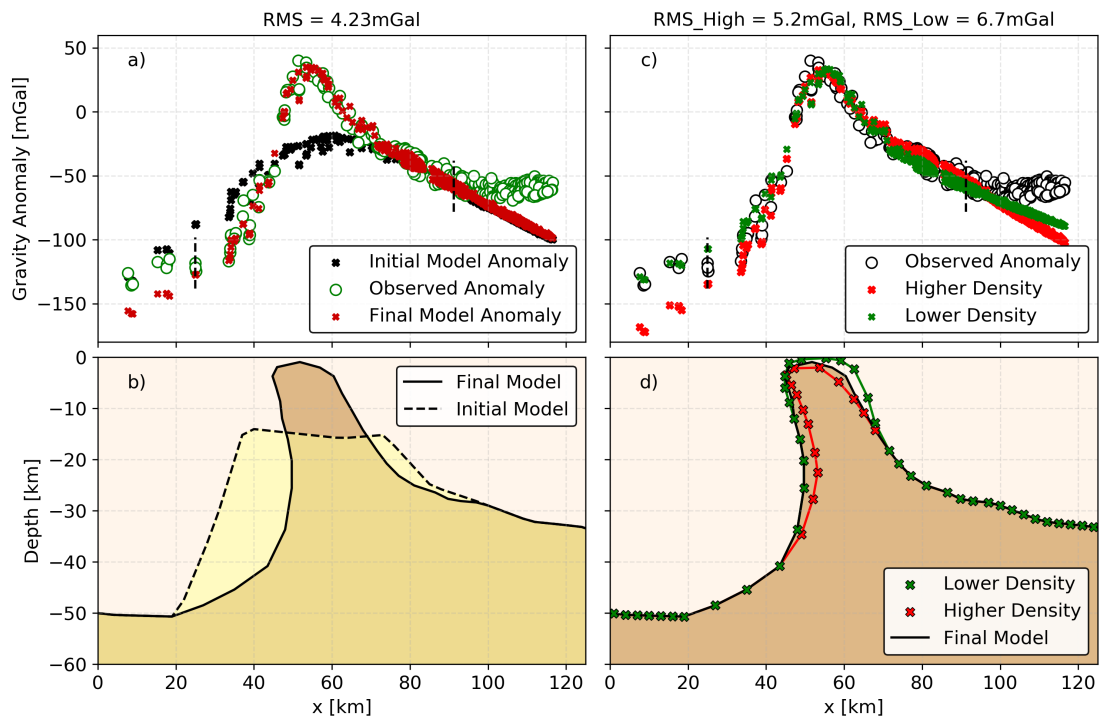 RMS = 4.23mGal
RMS_High = 5.2mGal, RMS_Low = 6.7mGal
a)
c)
Gravity Anomaly [mGal]
50
0
−50
−100
−150
Initial Model Anomaly
Observed Anomaly
Final Model Anomaly
Observed Anomaly
Higher Density
Lower Density
b)
d)
Depth [km]
0
−10
−20
−30
−40
−50
−60
Final Model
Initial Model
Lower Density
Higher Density
Final Model
0 20 40 60 80 100 120
0 20 40 60 80 100 120
x [km]
x [km]